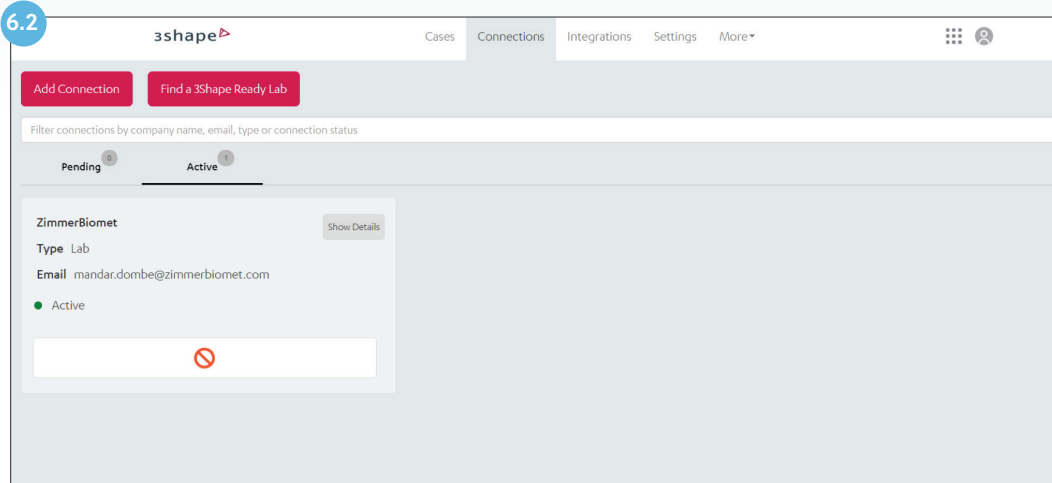 6.2
3shape
Cases Connections Integrations Settings More
Add Connection Find a 3Shape Ready Lab
Filter connections by company name, email, type or connection status
Pending 0 Active 1
ZimmerBiomet Show Details
Type Lab
Email mandar.dombe@zimmerbiomet.com
Active